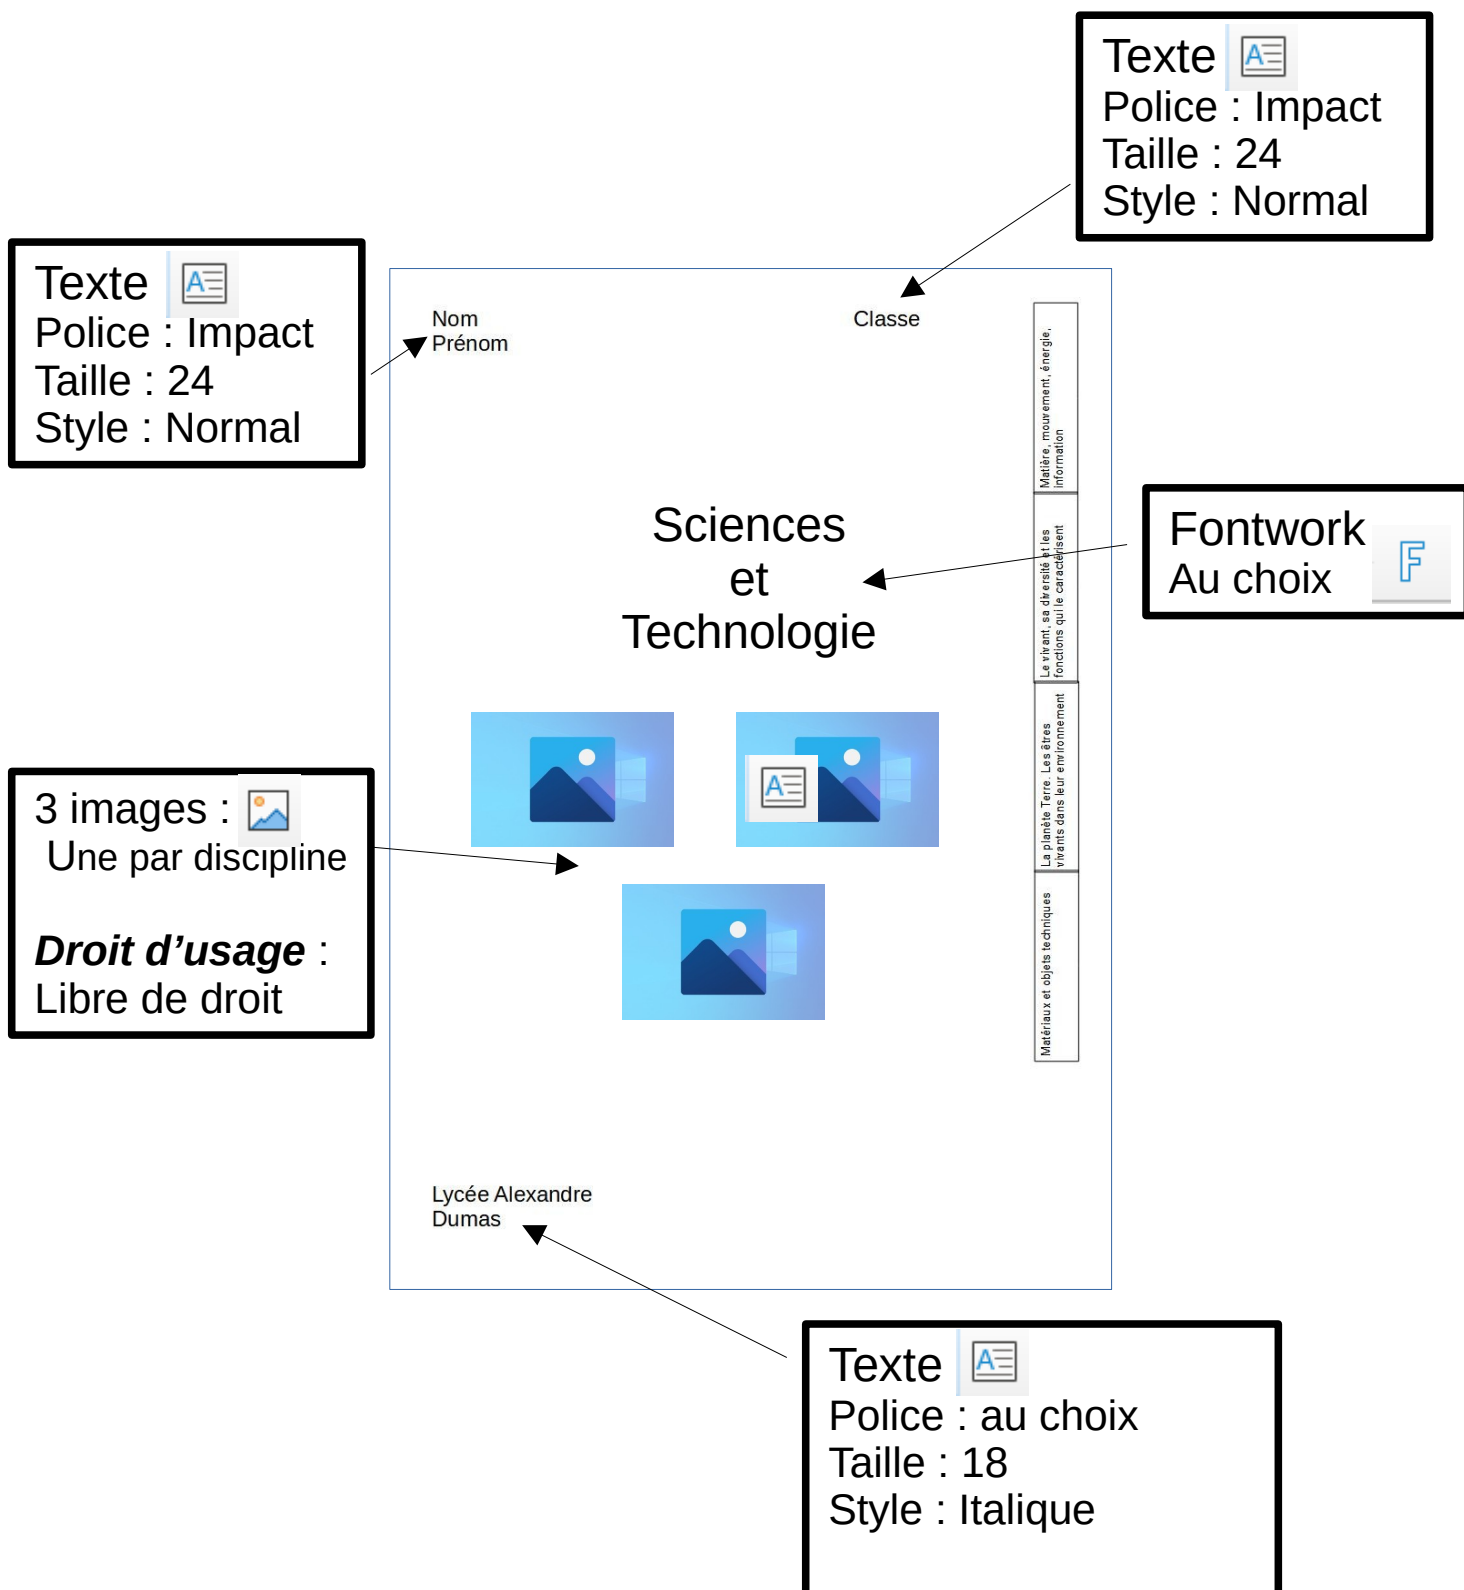 Texte
Police : Impact
Taille : 24
Style : Normal
Texte
Police : Impact
Taille : 24
Style : Normal
Nom
Prénom
Classe
Matière, mouvement, énergie,
information
Le vivant, sa diversité et les
fonctions qui le caractérisent
La planète Terre. Les êtres
vivants dans leur environnement
Matériaux et objets techniques
Sciences
et
Technologie
Fontwork
Au choix
3 images :
Une par discipline
Droit d’usage :
Libre de droit
Lycée Alexandre
Dumas
Texte
Police : au choix
Taille : 18
Style : Italique